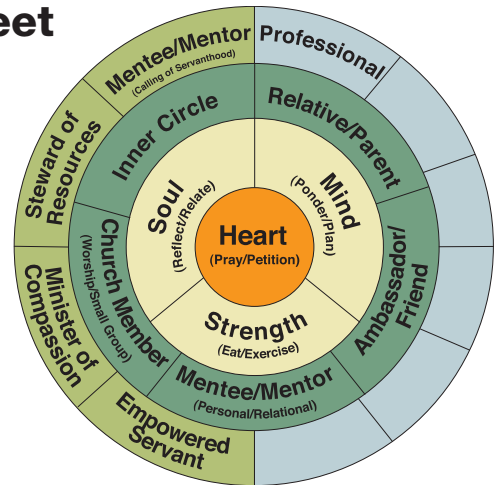 eet
Mentee/Mentor
(Calling of Servanthood)
Professional
Steward of
Resources
Inner Circle
Relative/Parent
Soul
(Reflect/Relate)
Mind
(Ponder/Plan)
Heart
(Pray/Petition)
Church Member
(Worship/Small Group)
Ambassador/
Friend
Minister of
Compassion
Strength
(Eat/Exercise)
Mentee/Mentor
(Personal/Relational)
Empowered
Servant